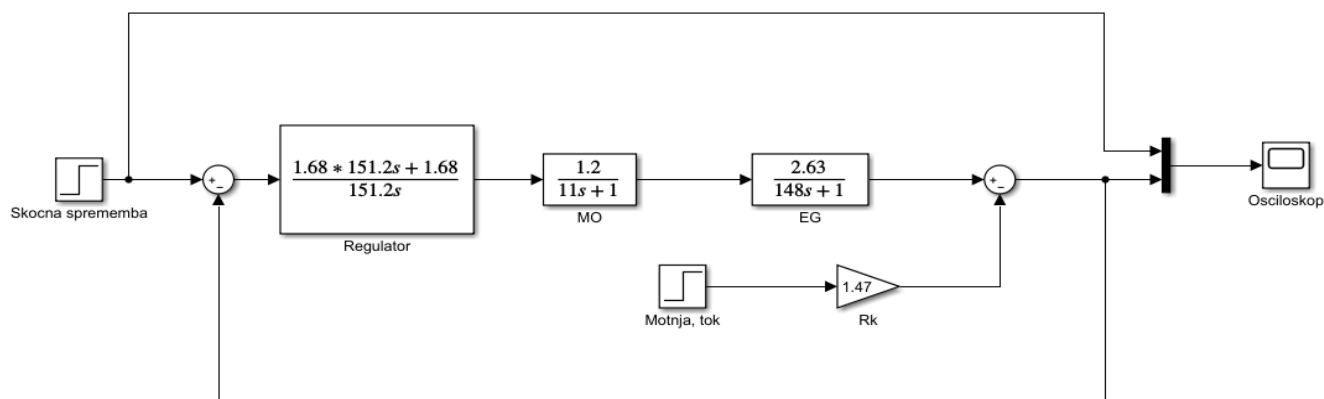 Skocna sprememba
+
−
1.68 * 151.2s + 1.68
151.2s
Regulator
1.2
11s + 1
MO
2.63
148s + 1
EG
+
−
Osciloskop
Motnja, tok
1.47
Rk